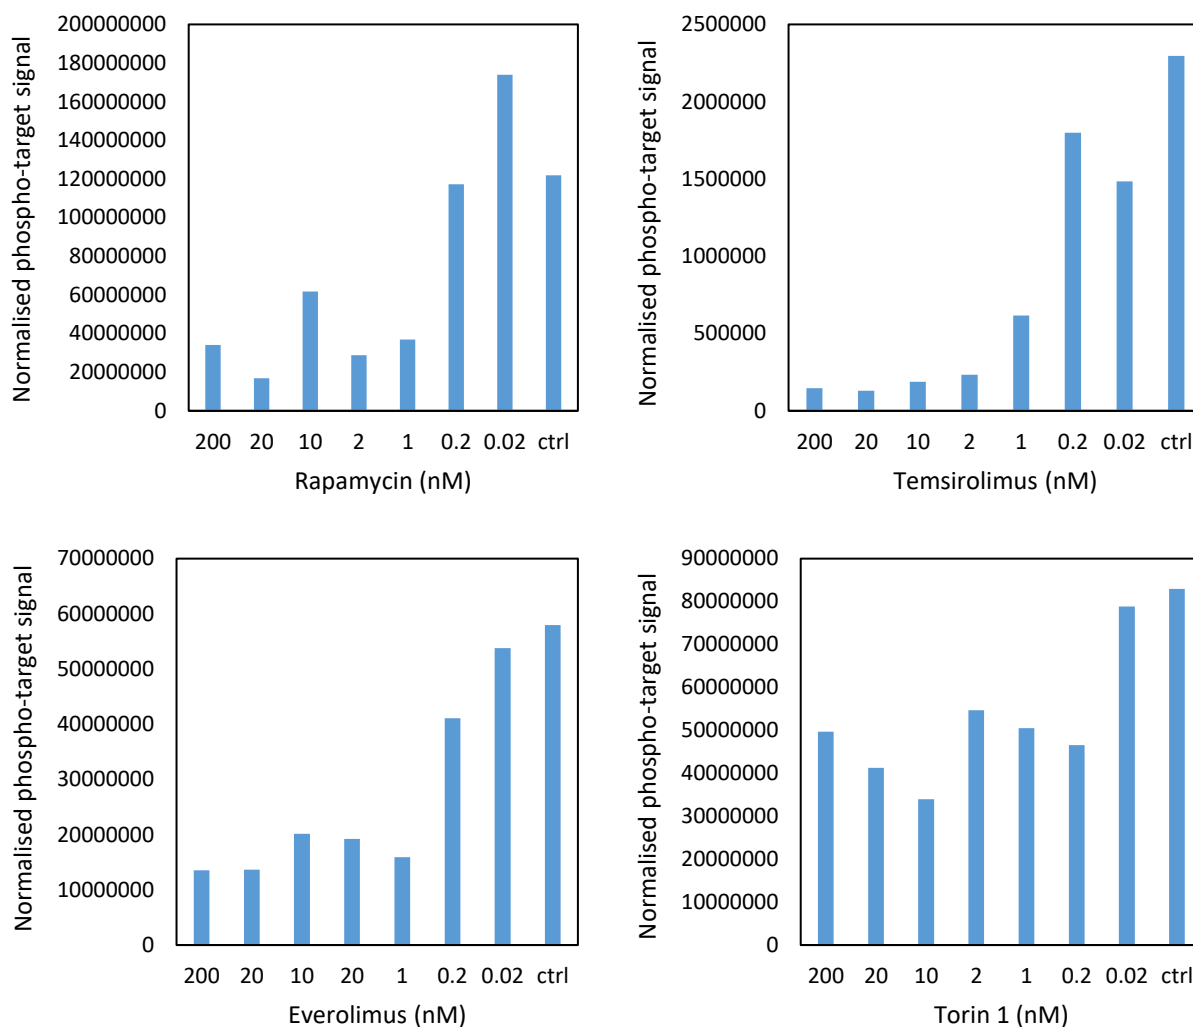 Normalised phospho-target signal
200000000
180000000
160000000
140000000
120000000
100000000
80000000
60000000
40000000
20000000
0
200 20 10 2 1 0.2 0.02 ctrl
Rapamycin (nM)
Normalised phospho-target signal
2500000
2000000
1500000
1000000
500000
0
200 20 10 2 1 0.2 0.02 ctrl
Temsirolimus (nM)
Normalised phospho-target signal
70000000
60000000
50000000
40000000
30000000
20000000
10000000
0
200 20 10 20 1 0.2 0.02 ctrl
Everolimus (nM)
Normalised phospho-target signal
90000000
80000000
70000000
60000000
50000000
40000000
30000000
20000000
10000000
0
200 20 10 2 1 0.2 0.02 ctrl
Torin 1 (nM)